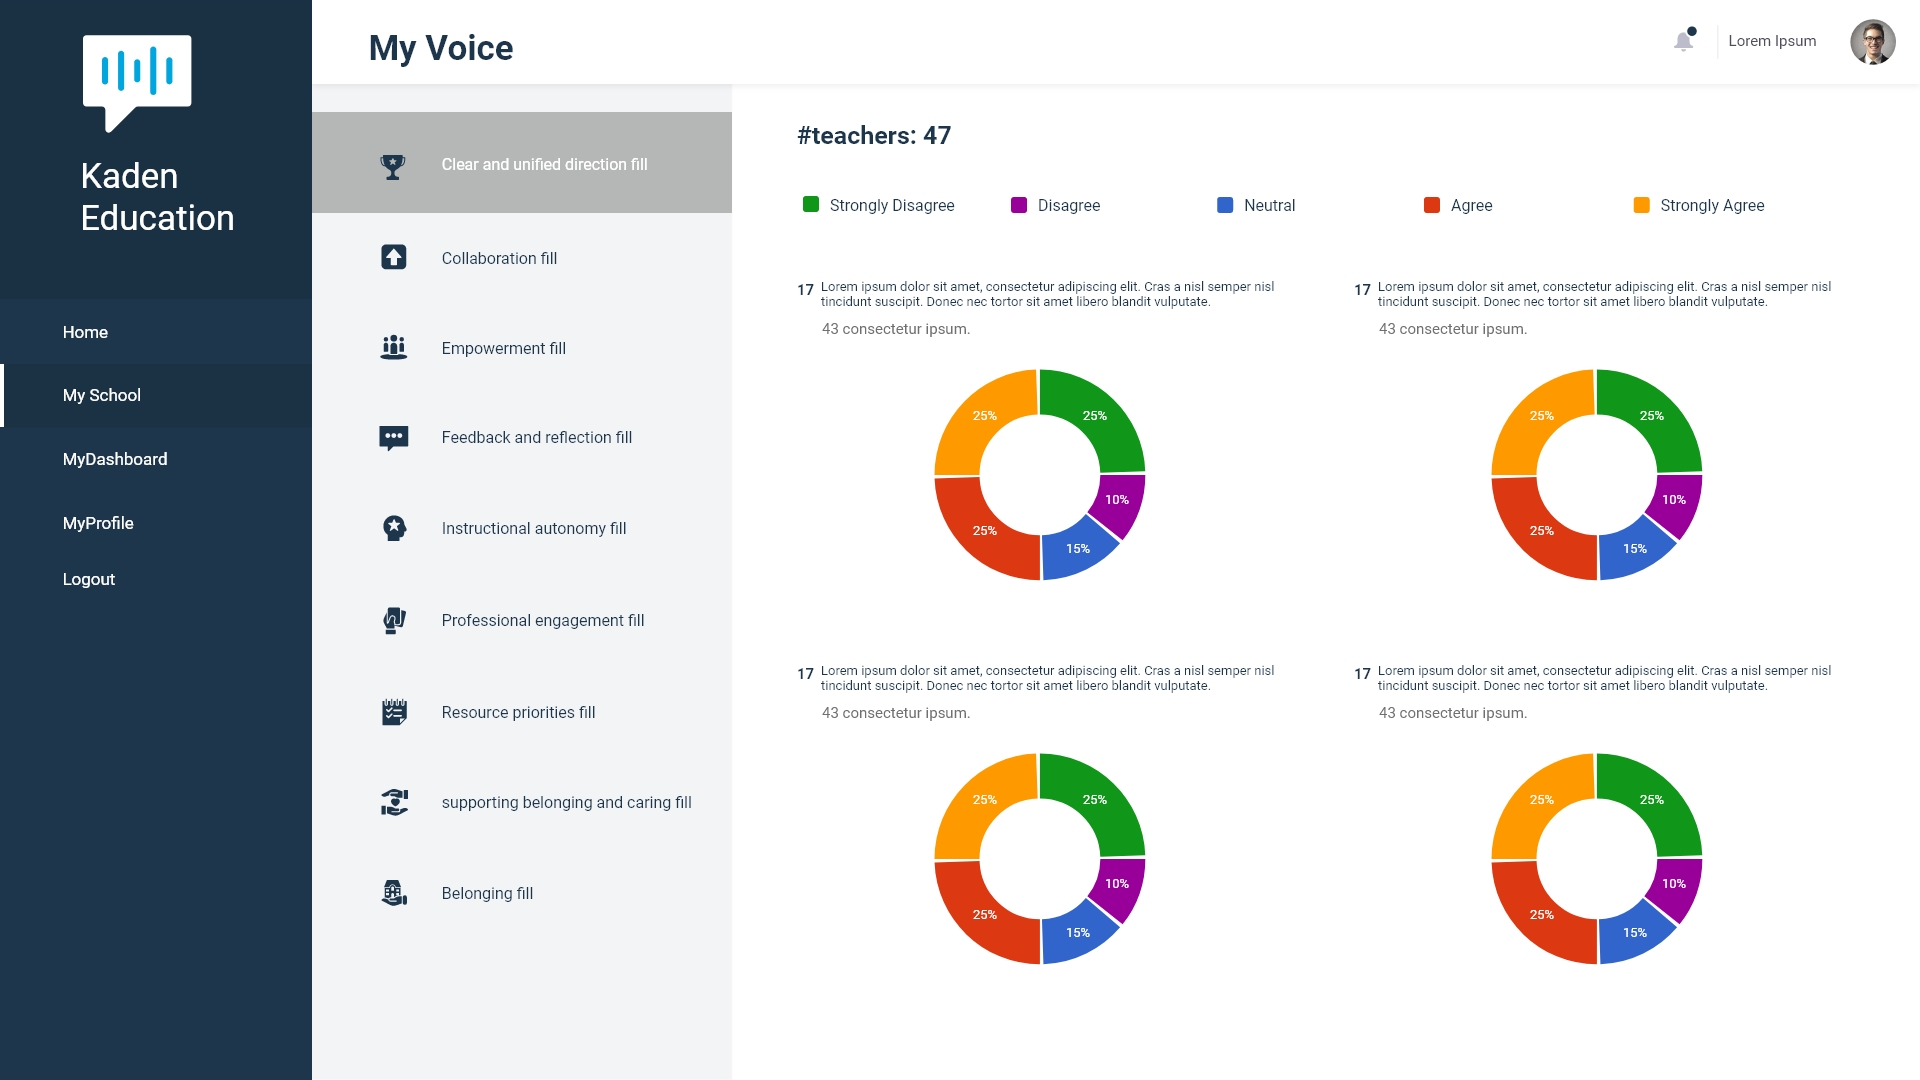 Kaden
Education
Home
My School
MyDashboard
MyProfile
Logout
My Voice
Lorem Ipsum
Clear and unified direction fill
Collaboration fill
Empowerment fill
Feedback and reflection fill
Instructional autonomy fill
Professional engagement fill
Resource priorities fill
supporting belonging and caring fill
Belonging fill
#teachers: 47
Strongly Disagree
Disagree
Neutral
Agree
Strongly Agree
17 Lorem ipsum dolor sit amet, consectetur adipiscing elit. Cras a nisl semper nisl
tincidunt suscipit. Donec nec tortor sit amet libero blandit vulputate.
43 consectetur ipsum.
25%
25%
10%
25%
15%
17 Lorem ipsum dolor sit amet, consectetur adipiscing elit. Cras a nisl semper nisl
tincidunt suscipit. Donec nec tortor sit amet libero blandit vulputate.
43 consectetur ipsum.
25%
25%
10%
25%
15%
17 Lorem ipsum dolor sit amet, consectetur adipiscing elit. Cras a nisl semper nisl
tincidunt suscipit. Donec nec tortor sit amet libero blandit vulputate.
43 consectetur ipsum.
25%
25%
10%
25%
15%
17 Lorem ipsum dolor sit amet, consectetur adipiscing elit. Cras a nisl semper nisl
tincidunt suscipit. Donec nec tortor sit amet libero blandit vulputate.
43 consectetur ipsum.
25%
25%
10%
25%
15%